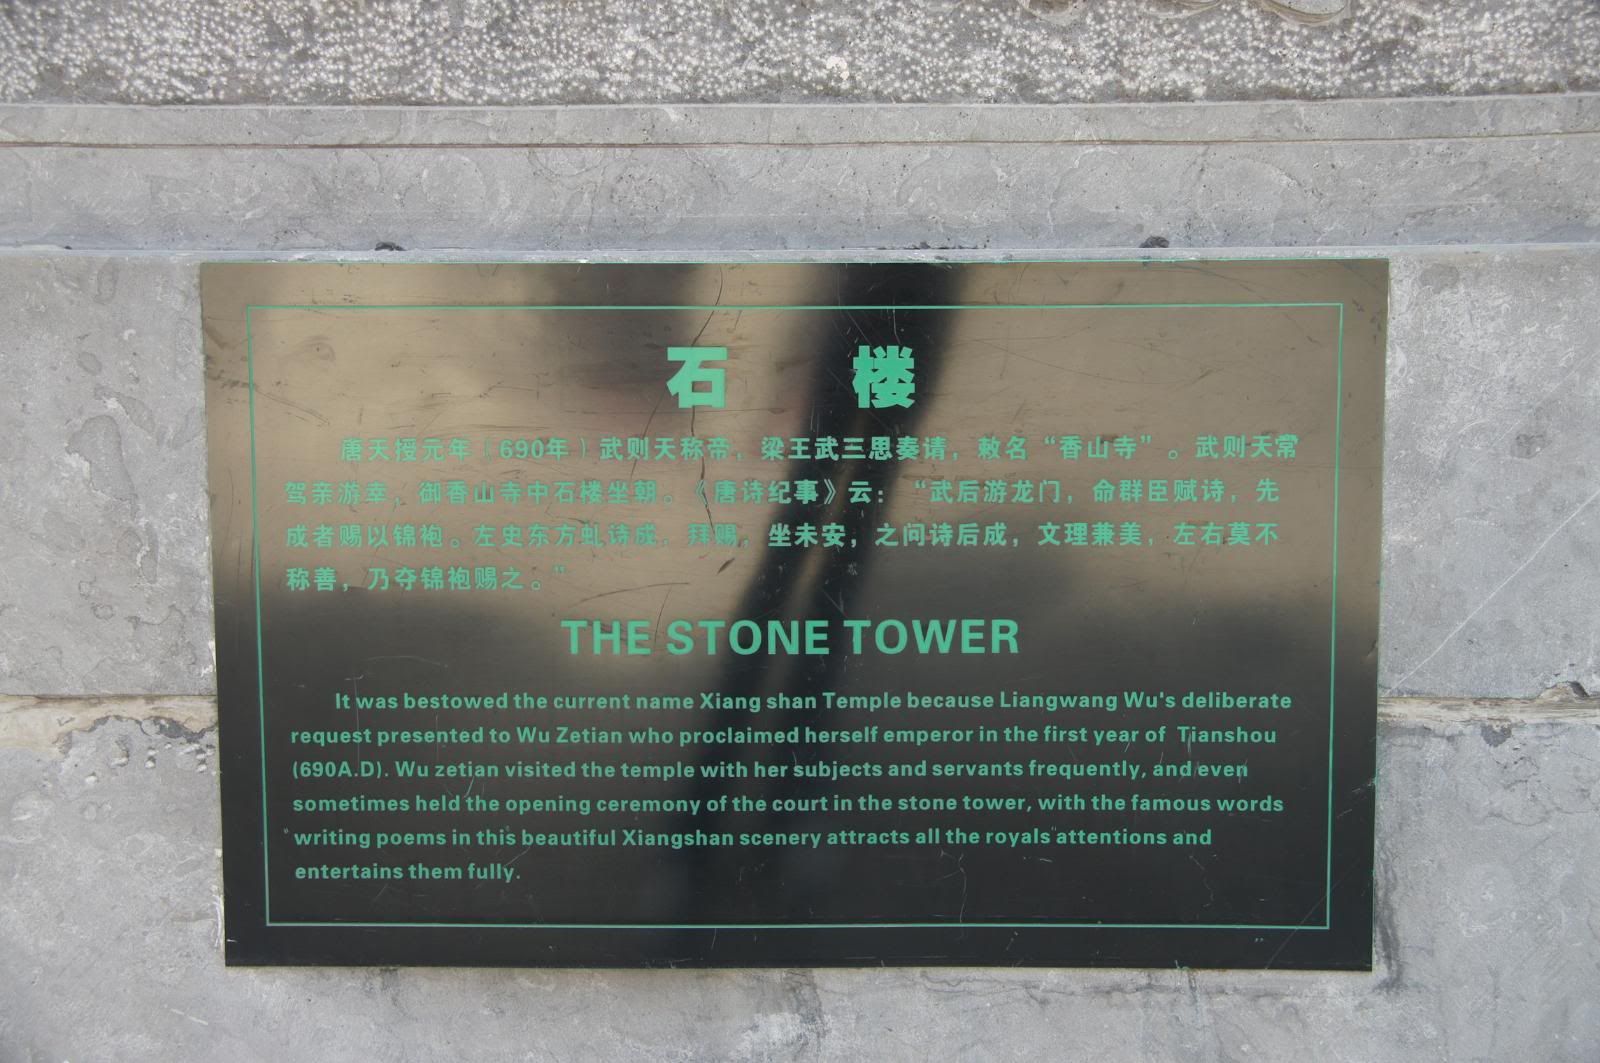 石 楼
唐天授元年(690年)武则天称帝,梁王武三思奏请,敕名“香山寺”。武则天常
驾亲游幸,御香山寺中石楼坐朝。《唐诗纪事》云:“武后游龙门,命群臣赋诗,先
成者赐以锦袍。左史东方虬诗成,拜赐,坐未安,之问诗后成,文理兼美,左右莫不
称善,乃夺锦袍赐之。”
THE STONE TOWER
It was bestowed the current name Xiang shan Temple because Liangwang Wu's deliberate
request presented to Wu Zetian who proclaimed herself emperor in the first year of Tianshou
(690A.D). Wu zetian visited the temple with her subjects and servants frequently, and even
sometimes held the opening ceremony of the court in the stone tower, with the famous words
"writing poems in this beautiful Xiangshan scenery attracts all the royals"attentions and
entertains them fully.